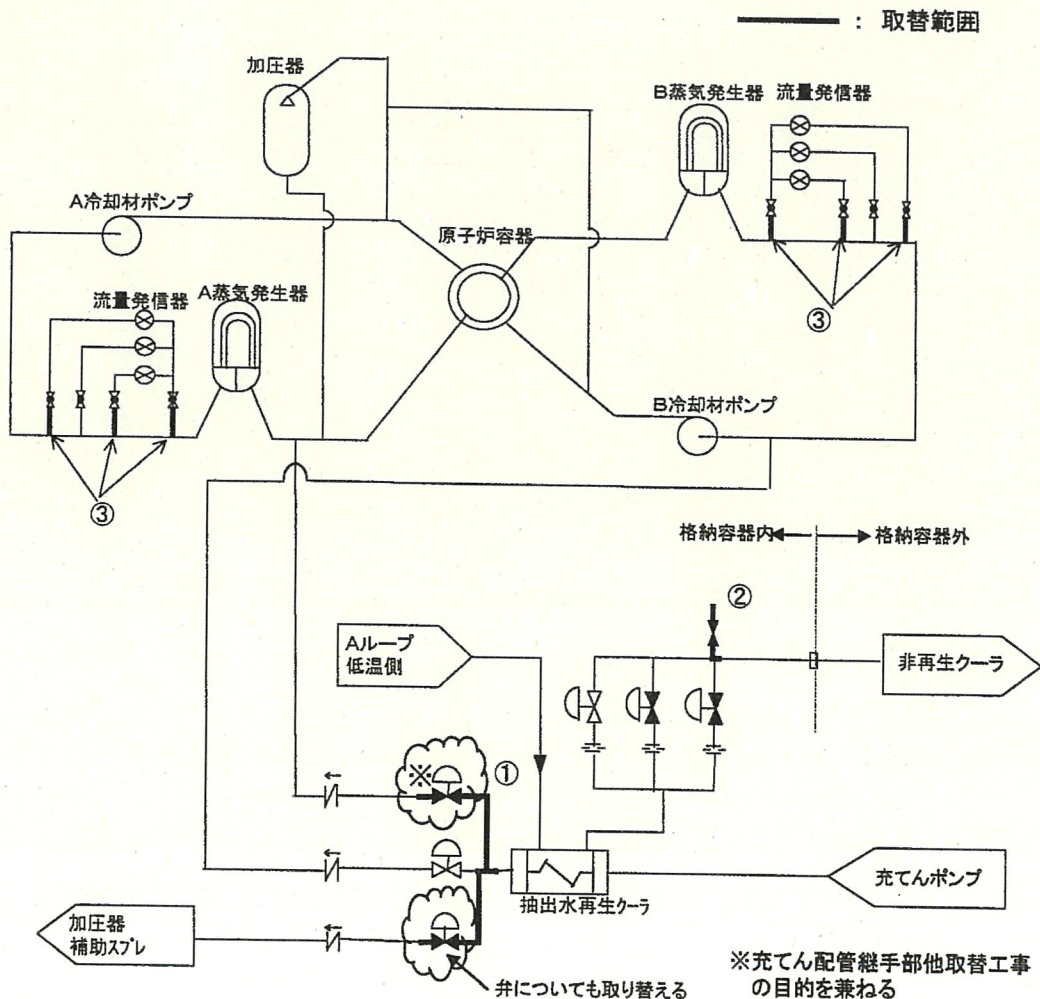 ： 取替範囲
加圧器
B蒸気発生器
流量発信器
A冷却材ポンプ
原子炉容器
流量発信器
A蒸気発生器
③
B冷却材ポンプ
③
格納容器内
格納容器外
②
Aループ
低温側
非再生クーラ
※
①
充てんポンプ
抽出水再生クーラ
加圧器
補助スプレ
弁についても取り替える
※充てん配管継手部他取替工事
の目的を兼ねる